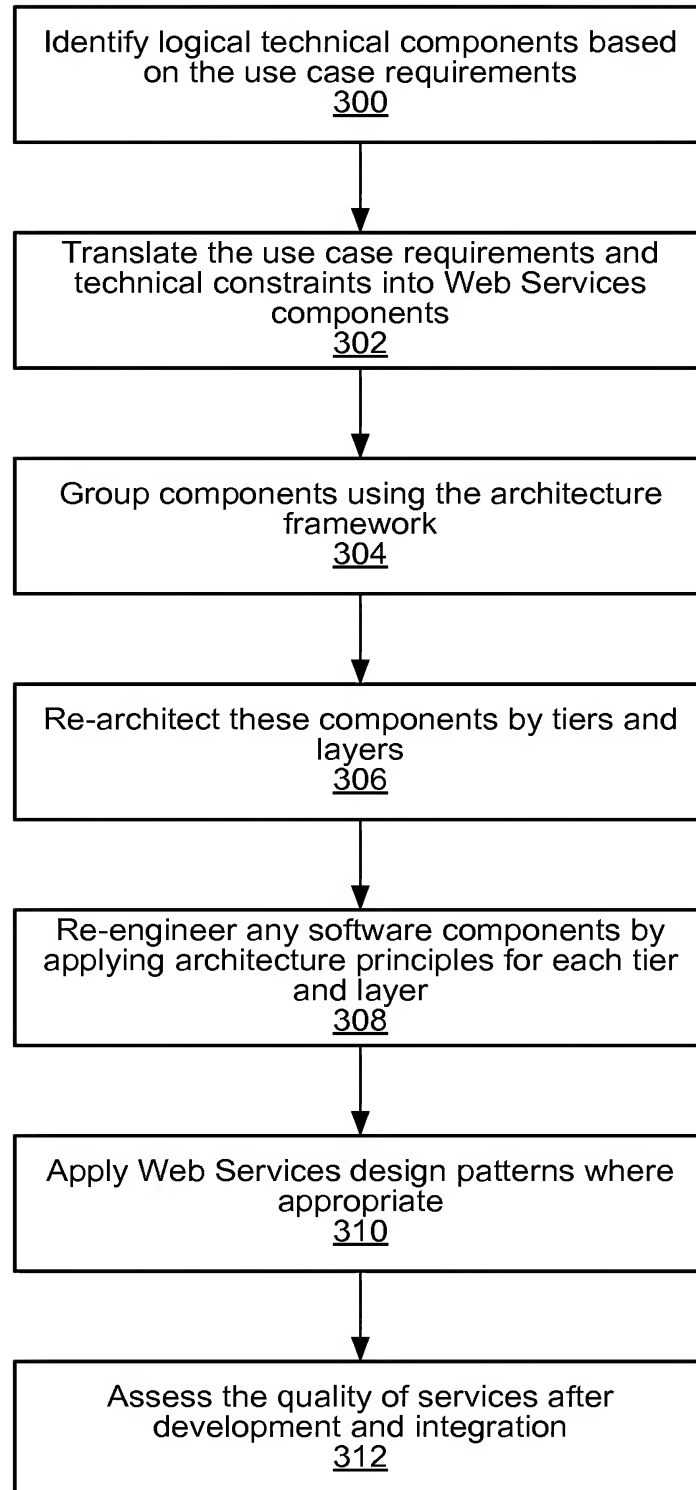 Identify logical technical components based
on the use case requirements
300
Translate the use case requirements and
technical constraints into Web Services
components
302
Group components using the architecture
framework
304
Re-architect these components by tiers and
layers
306
Re-engineer any software components by
applying architecture principles for each tier
and layer
308
Apply Web Services design patterns where
appropriate
310
Assess the quality of services after
development and integration
312